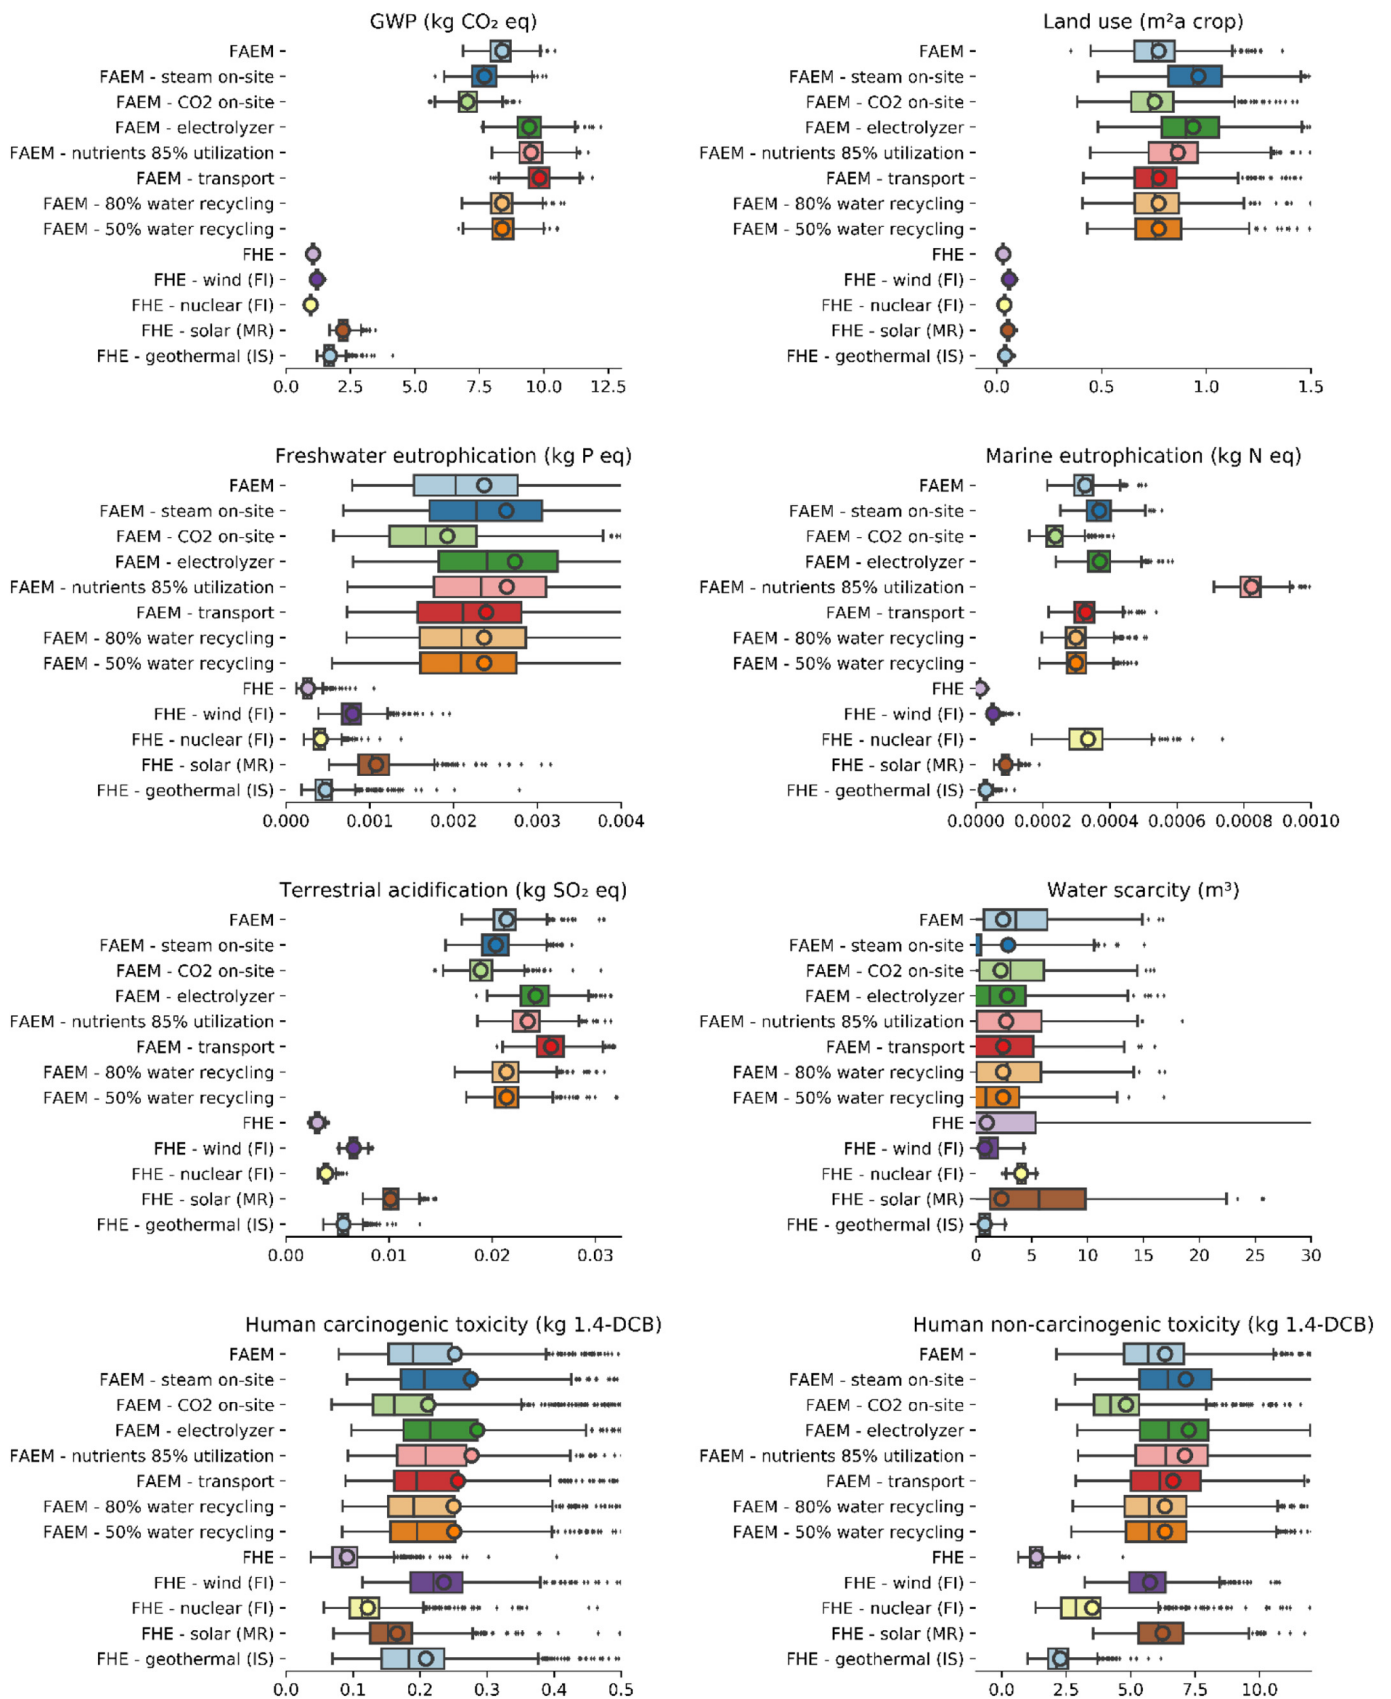 GWP (kg CO₂ eq)
FAEM
FAEM - steam on-site
FAEM - CO2 on-site
FAEM - electrolyzer
FAEM - nutrients 85% utilization
FAEM - transport
FAEM - 80% water recycling
FAEM - 50% water recycling
FHE
FHE - wind (FI)
FHE - nuclear (FI)
FHE - solar (MR)
FHE - geothermal (IS)
0.0 2.5 5.0 7.5 10.0 12.5
Land use (m²a crop)
FAEM
FAEM - steam on-site
FAEM - CO2 on-site
FAEM - electrolyzer
FAEM - nutrients 85% utilization
FAEM - transport
FAEM - 80% water recycling
FAEM - 50% water recycling
FHE
FHE - wind (FI)
FHE - nuclear (FI)
FHE - solar (MR)
FHE - geothermal (IS)
0.0 0.5 1.0 1.5
Freshwater eutrophication (kg P eq)
FAEM
FAEM - steam on-site
FAEM - CO2 on-site
FAEM - electrolyzer
FAEM - nutrients 85% utilization
FAEM - transport
FAEM - 80% water recycling
FAEM - 50% water recycling
FHE
FHE - wind (FI)
FHE - nuclear (FI)
FHE - solar (MR)
FHE - geothermal (IS)
0.000 0.001 0.002 0.003 0.004
Marine eutrophication (kg N eq)
FAEM
FAEM - steam on-site
FAEM - CO2 on-site
FAEM - electrolyzer
FAEM - nutrients 85% utilization
FAEM - transport
FAEM - 80% water recycling
FAEM - 50% water recycling
FHE
FHE - wind (FI)
FHE - nuclear (FI)
FHE - solar (MR)
FHE - geothermal (IS)
0.0000 0.0002 0.0004 0.0006 0.0008 0.0010
Terrestrial acidification (kg SO₂ eq)
FAEM
FAEM - steam on-site
FAEM - CO2 on-site
FAEM - electrolyzer
FAEM - nutrients 85% utilization
FAEM - transport
FAEM - 80% water recycling
FAEM - 50% water recycling
FHE
FHE - wind (FI)
FHE - nuclear (FI)
FHE - solar (MR)
FHE - geothermal (IS)
0.00 0.01 0.02 0.03
Water scarcity (m³)
FAEM
FAEM - steam on-site
FAEM - CO2 on-site
FAEM - electrolyzer
FAEM - nutrients 85% utilization
FAEM - transport
FAEM - 80% water recycling
FAEM - 50% water recycling
FHE
FHE - wind (FI)
FHE - nuclear (FI)
FHE - solar (MR)
FHE - geothermal (IS)
0 5 10 15 20 25 30
Human carcinogenic toxicity (kg 1.4-DCB)
FAEM
FAEM - steam on-site
FAEM - CO2 on-site
FAEM - electrolyzer
FAEM - nutrients 85% utilization
FAEM - transport
FAEM - 80% water recycling
FAEM - 50% water recycling
FHE
FHE - wind (FI)
FHE - nuclear (FI)
FHE - solar (MR)
FHE - geothermal (IS)
0.0 0.1 0.2 0.3 0.4 0.5
Human non-carcinogenic toxicity (kg 1.4-DCB)
FAEM
FAEM - steam on-site
FAEM - CO2 on-site
FAEM - electrolyzer
FAEM - nutrients 85% utilization
FAEM - transport
FAEM - 80% water recycling
FAEM - 50% water recycling
FHE
FHE - wind (FI)
FHE - nuclear (FI)
FHE - solar (MR)
FHE - geothermal (IS)
0.0 2.5 5.0 7.5 10.0